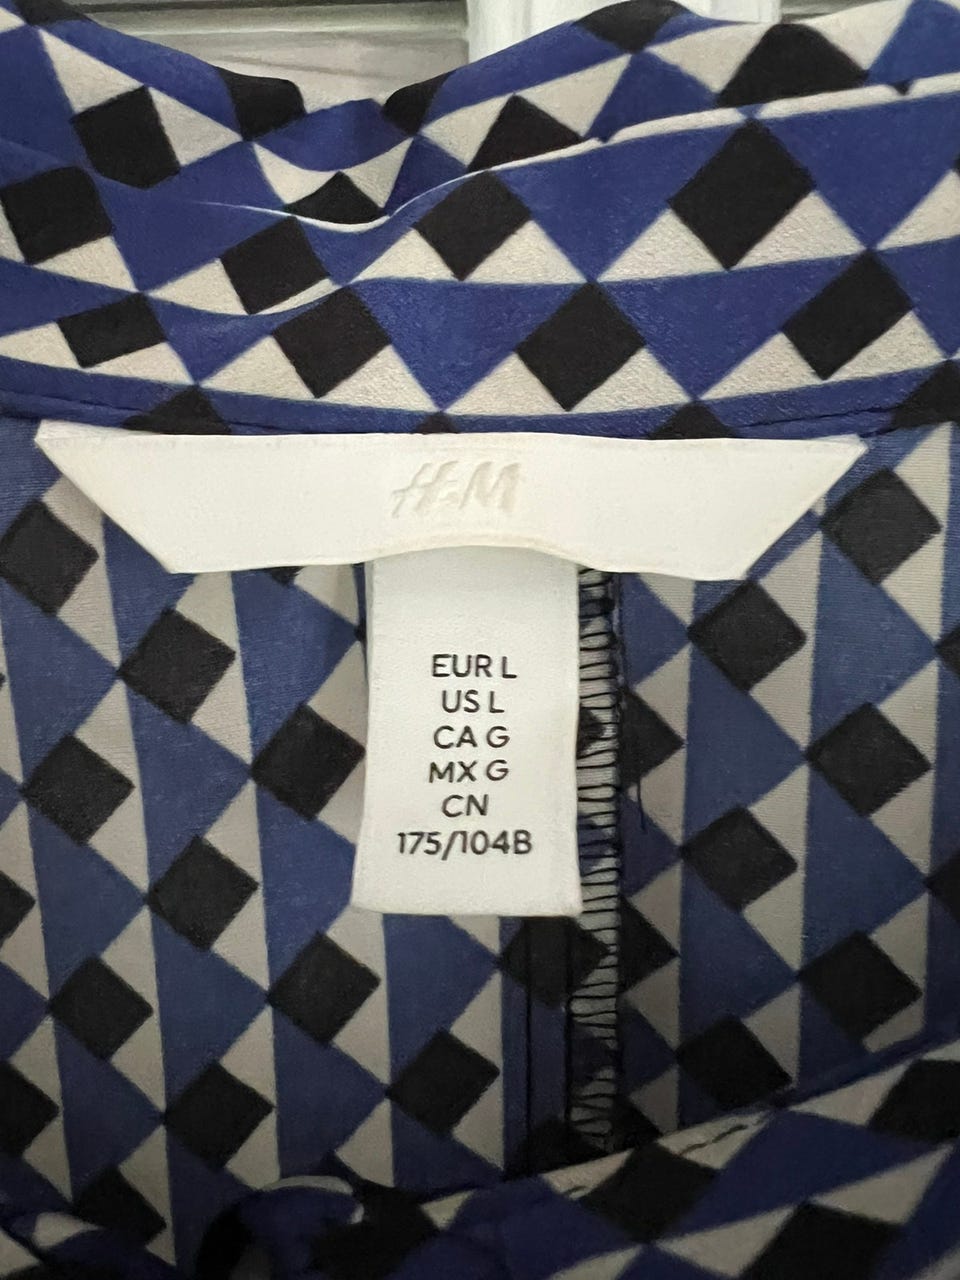 H&M
EUR L
US L
CA G
MX G
CN
175/104B